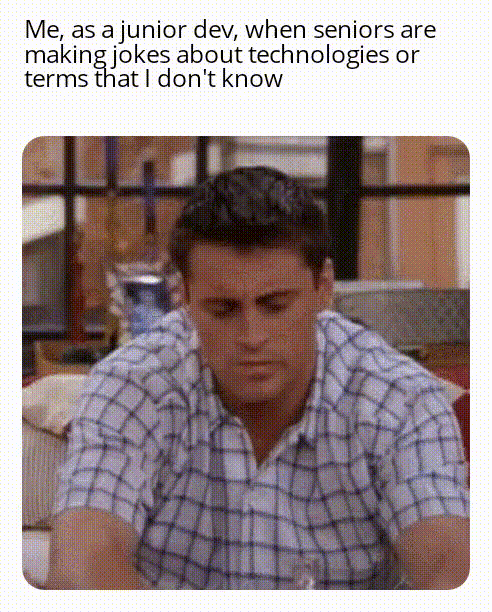 Me, as a junior dev, when seniors are
making jokes about technologies or
terms that I don't know